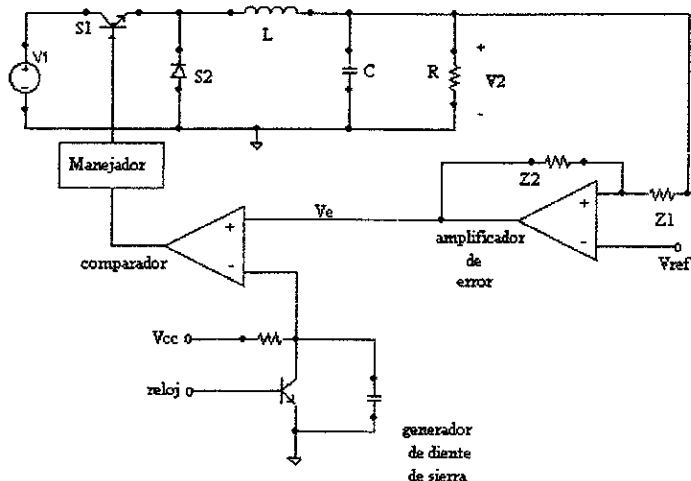 S1
V1
+
-
L
S2
C
R
+
V2
-
Manejador
Z2
+
-
Z1
Vref
amplificador
de
error
Ve
+
-
comparador
Vcc
reloj
generador
de diente
de sierra